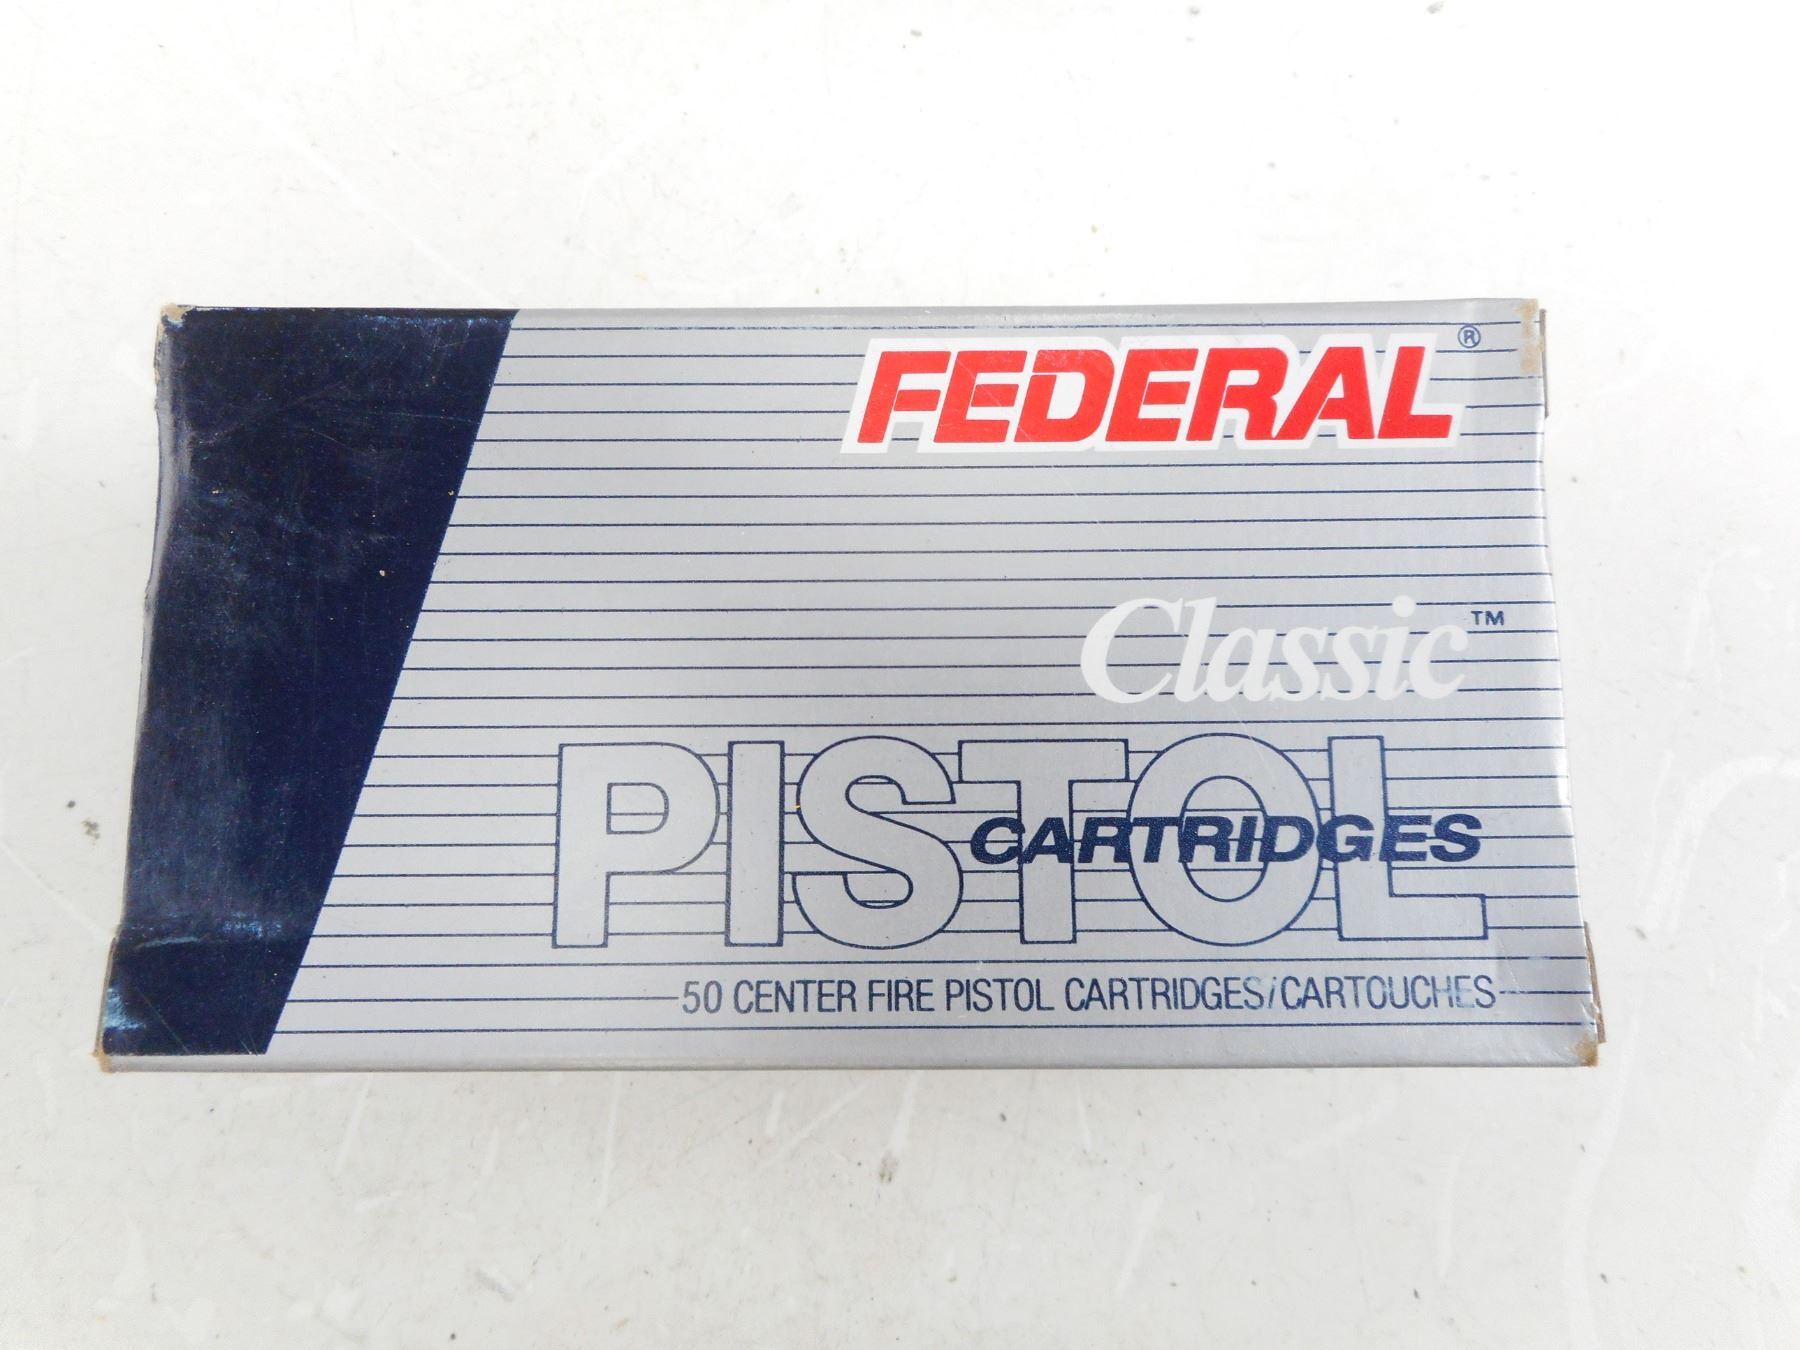 FEDERAL®
Classic™
PISTOL
CARTRIDGES
50 CENTER FIRE PISTOL CARTRIDGES/CARTOUCHES